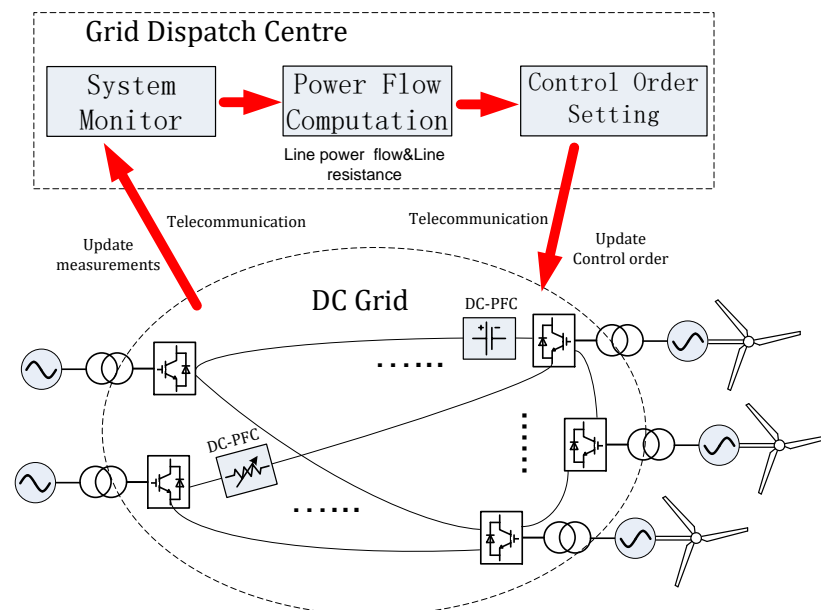 Grid Dispatch Centre
System
Monitor
Power Flow
Computation
Control Order
Setting
Line power flow&Line
resistance
Telecommunication
Update
measurements
Telecommunication
Update
Control order
DC Grid
DC-PFC
DC-PFC